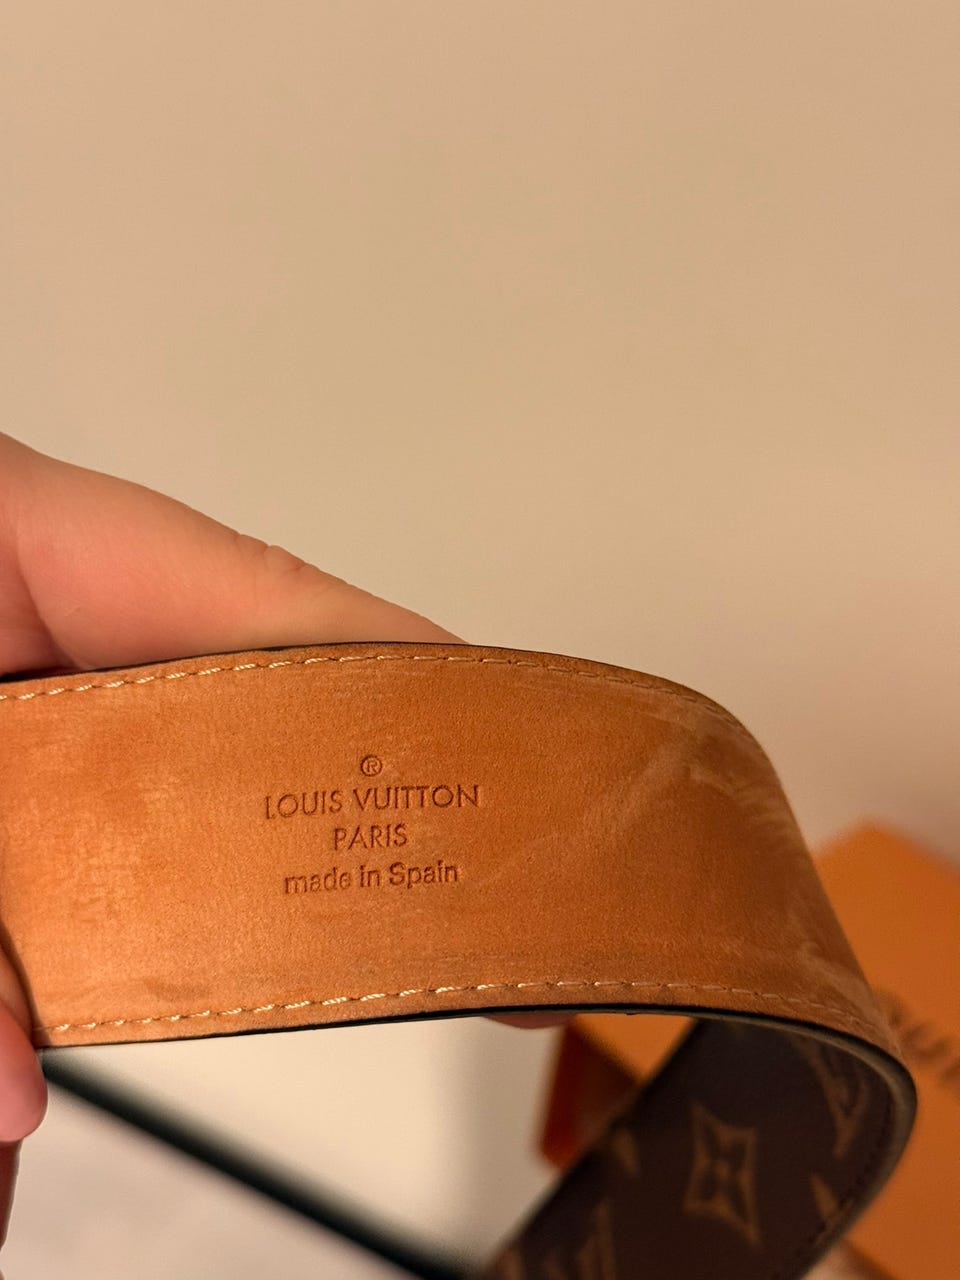 ®
LOUIS VUITTON
PARIS
made in Spain